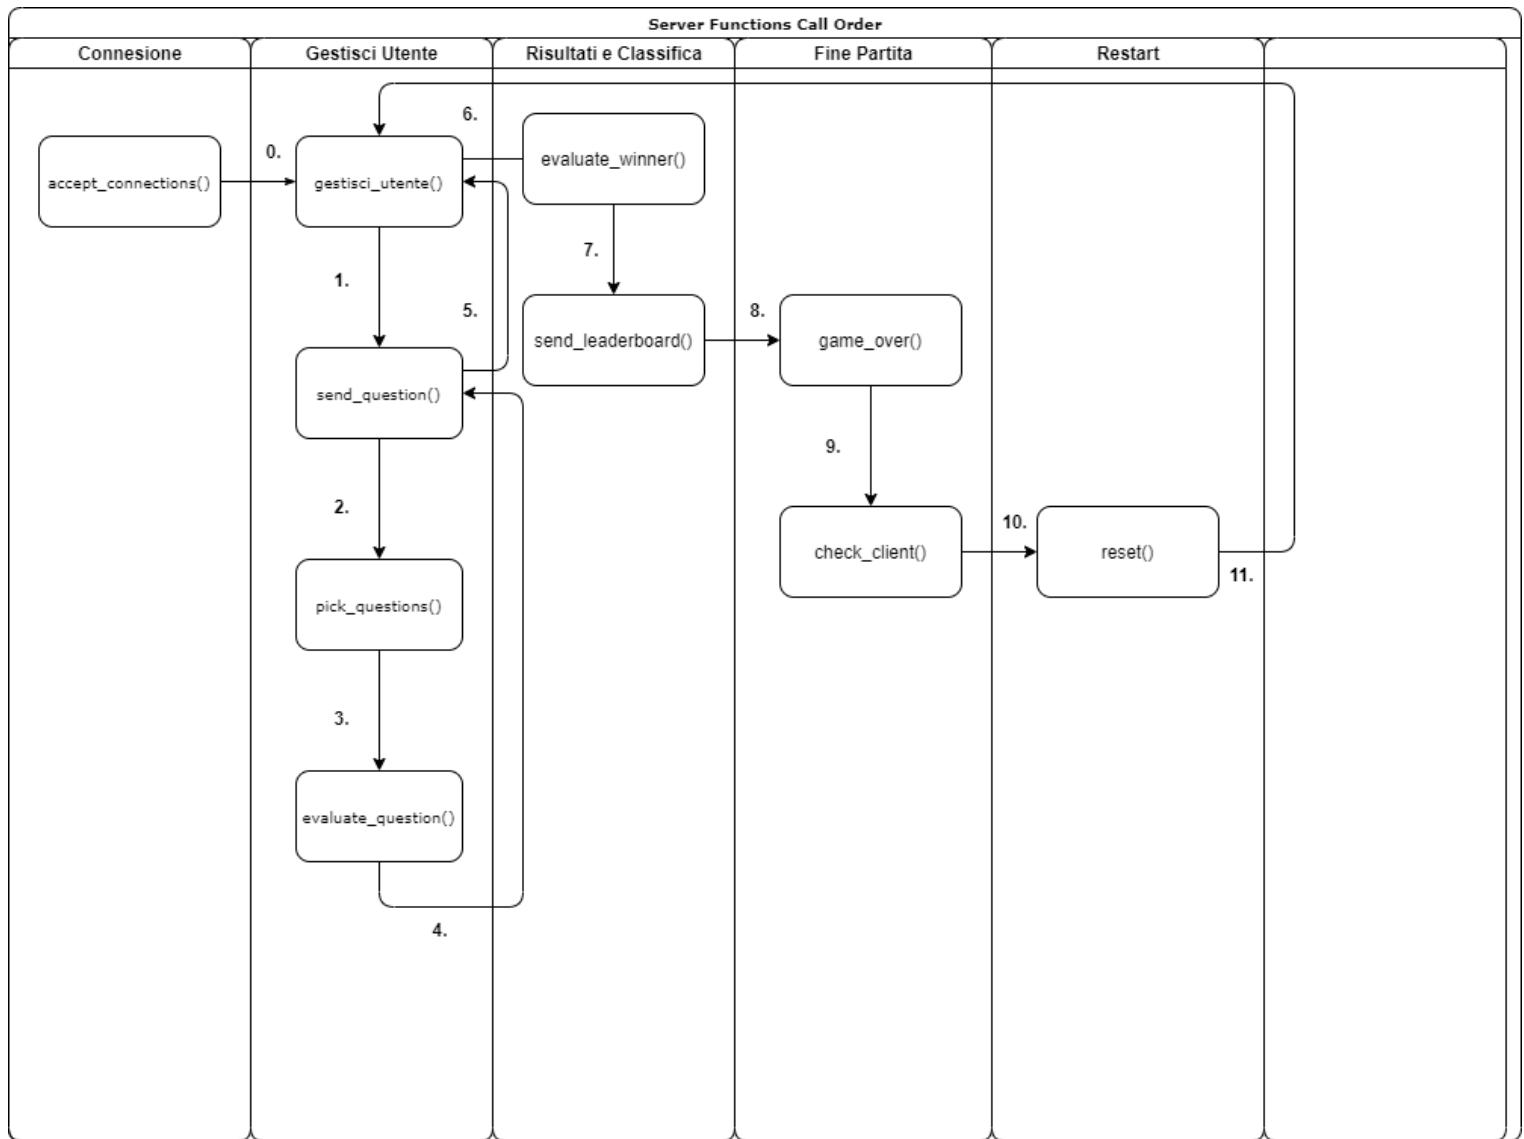 Server Functions Call Order
Connesione
Gestisci Utente
Risultati e Classifica
Fine Partita
Restart
6.
0.
accept_connections()
gestisci_utente()
evaluate_winner()
7.
1.
5.
8.
send_leaderboard()
game_over()
send_question()
9.
2.
10.
check_client()
reset()
11.
pick_questions()
3.
evaluate_question()
4.